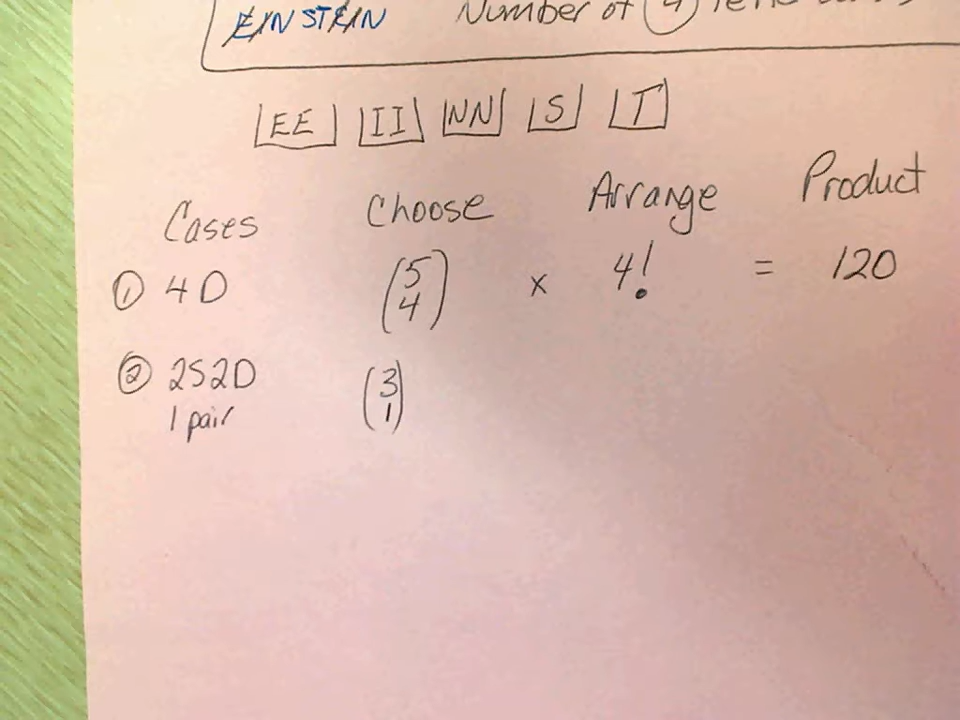 EINSTEIN Number of 4
EE II NN S T
Cases Choose Arrange Product
① 4D (5 4) x 4! = 120
② 2S2D (3 1)
1 pair